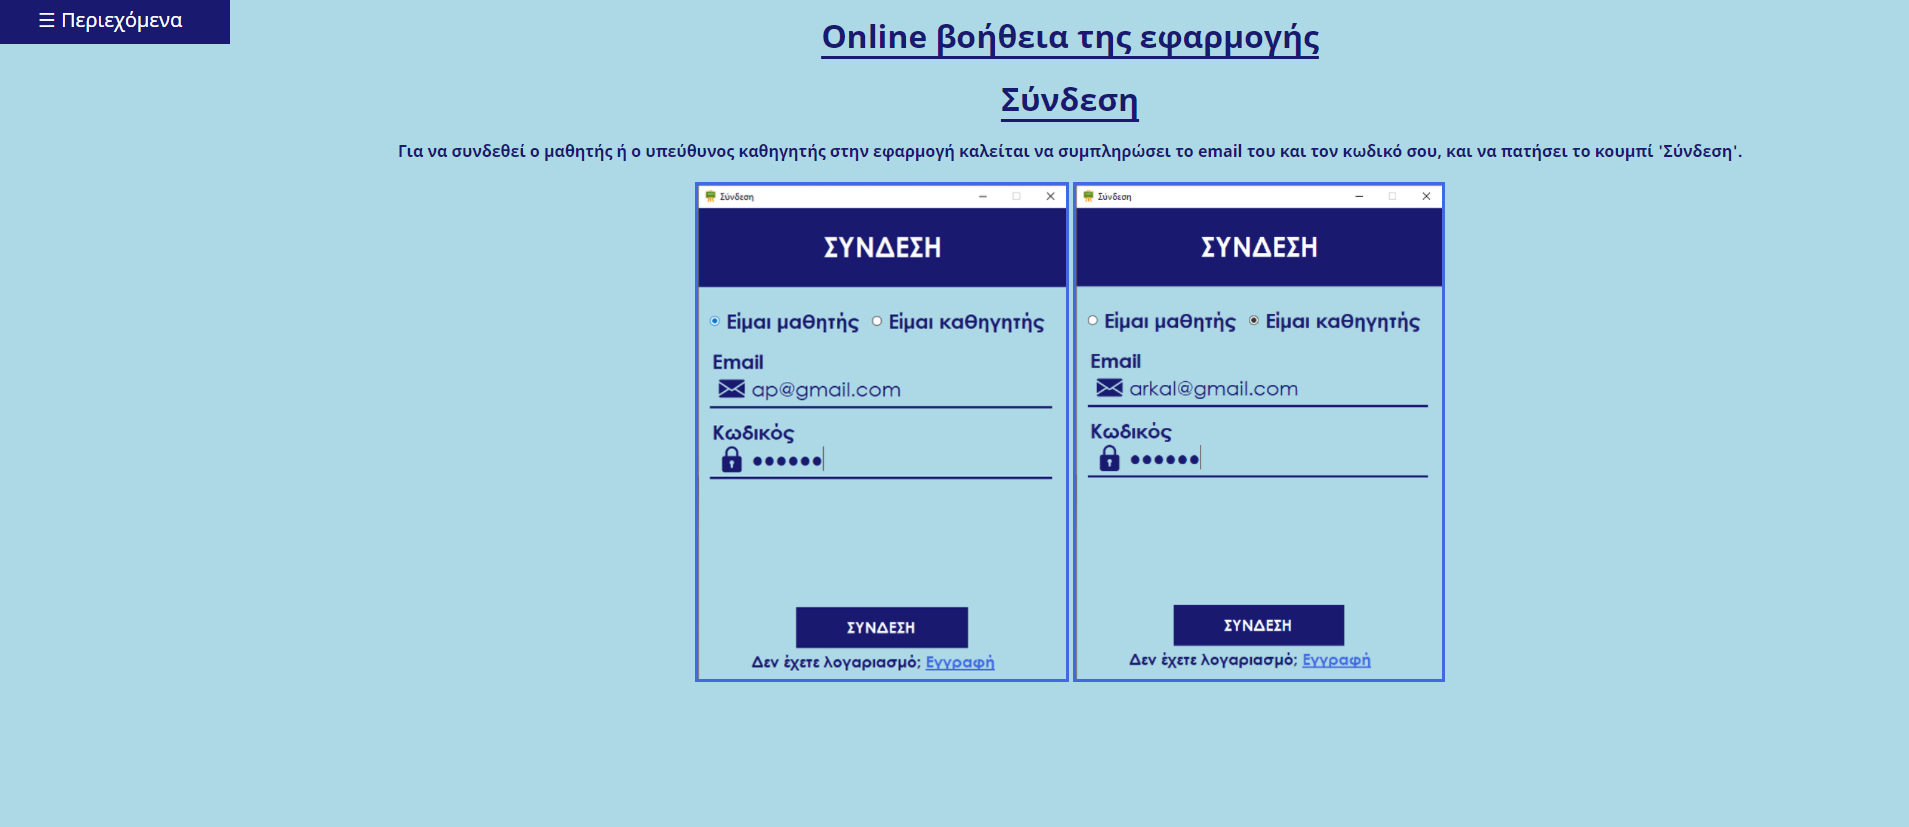 ☰ Περιεχόμενα
Online βοήθεια της εφαρμογής
Σύνδεση
Για να συνδεθεί ο μαθητής ή ο υπεύθυνος καθηγητής στην εφαρμογή καλείται να συμπληρώσει το email του και τον κωδικό σου, και να πατήσει το κουμπί 'Σύνδεση'.
Σύνδεση
ΣΥΝΔΕΣΗ
Είμαι μαθητής Είμαι καθηγητής
Email
ap@gmail.com
Κωδικός
●●●●●●
ΣΥΝΔΕΣΗ
Δεν έχετε λογαριασμό; Εγγραφή
Σύνδεση
ΣΥΝΔΕΣΗ
Είμαι μαθητής Είμαι καθηγητής
Email
arkal@gmail.com
Κωδικός
●●●●●●
ΣΥΝΔΕΣΗ
Δεν έχετε λογαριασμό; Εγγραφή